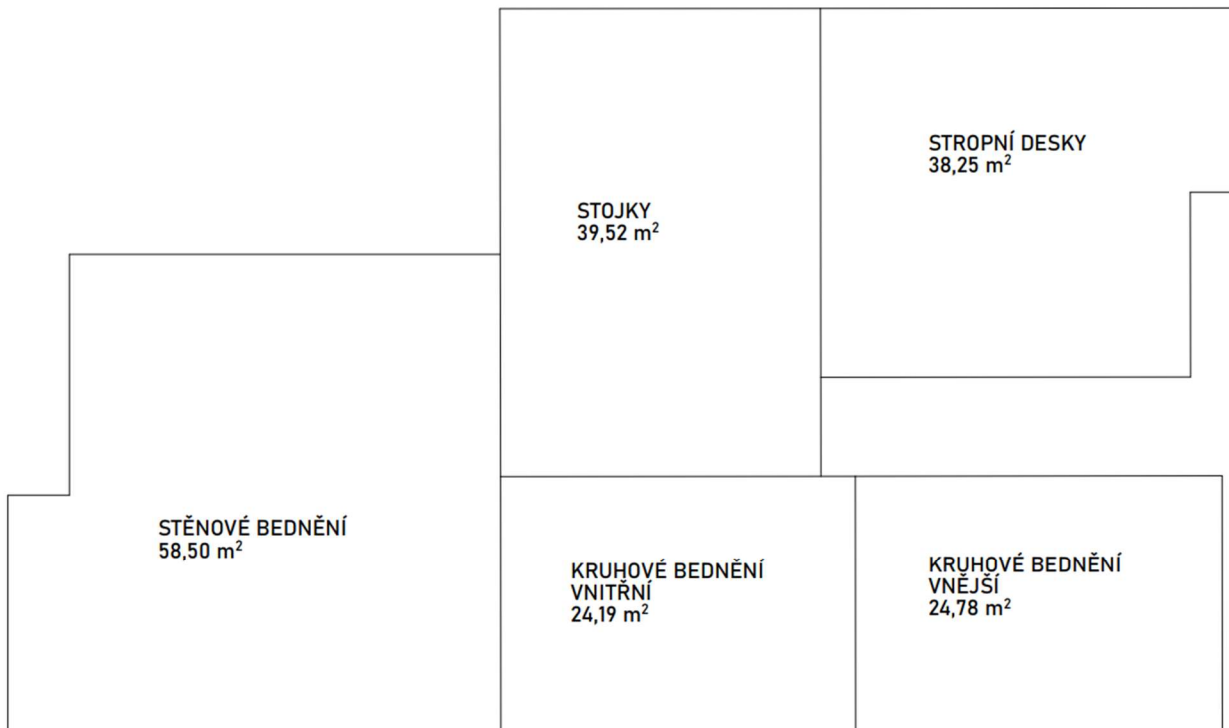 STROPNÍ DESKY
38,25 m²
STOJKY
39,52 m²
STĚNOVÉ BEDNĚNÍ
58,50 m²
KRUHOVÉ BEDNĚNÍ
VNITŘNÍ
24,19 m²
KRUHOVÉ BEDNĚNÍ
VNĚJŠÍ
24,78 m²